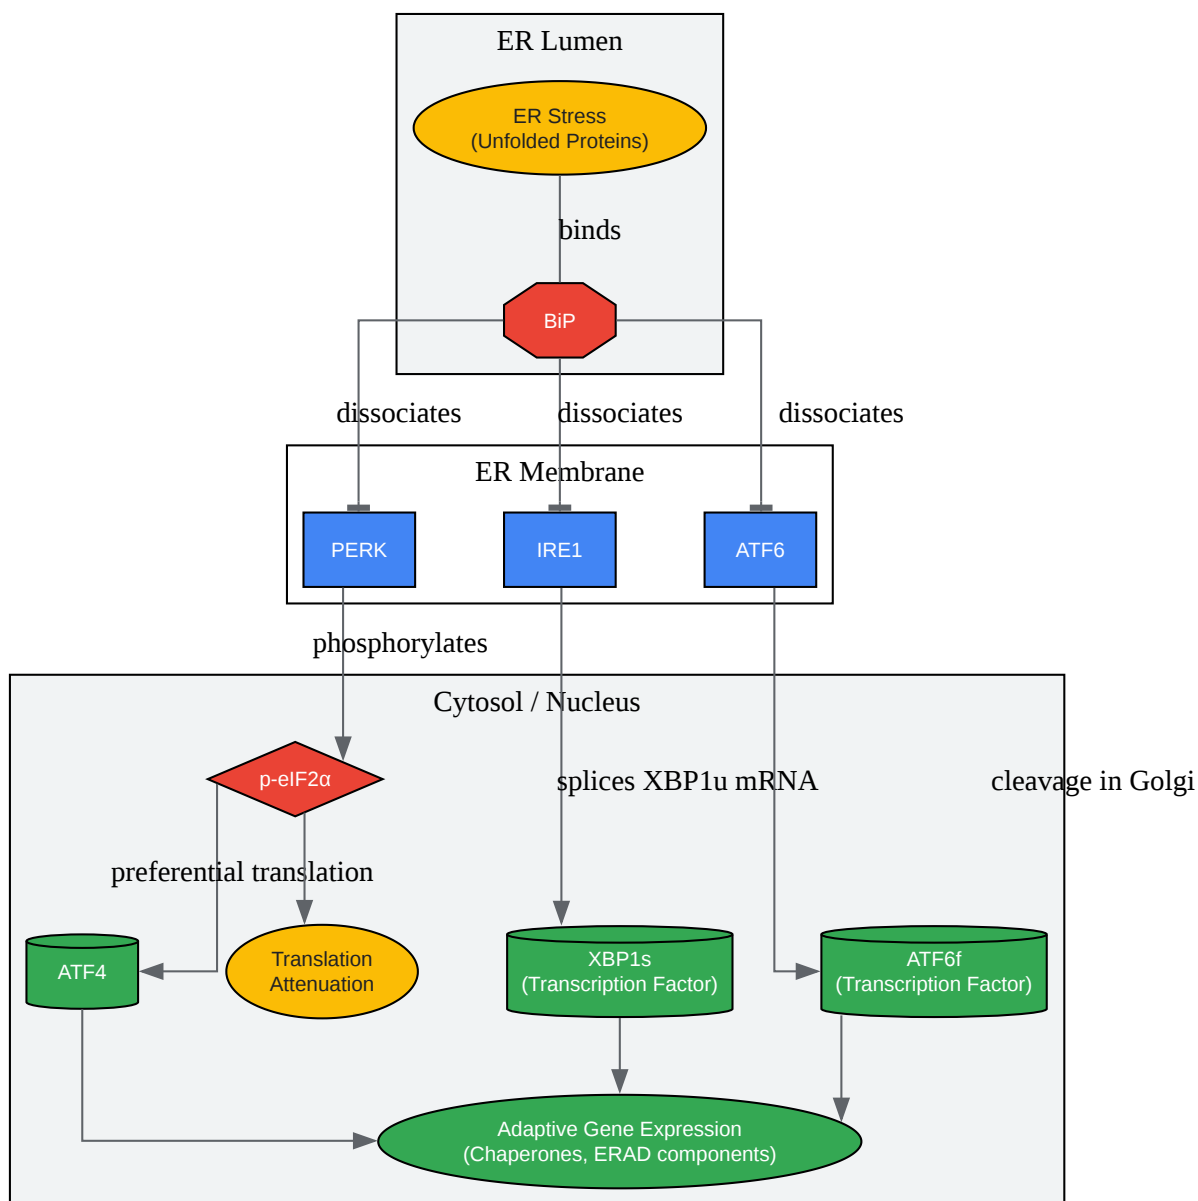 ER Lumen
ER Stress
(Unfolded Proteins)
binds
BiP
dissociates
dissociates
dissociates
ER Membrane
PERK
IRE1
ATF6
phosphorylates
Cytosol / Nucleus
p-eIF2α
splices XBP1u mRNA
cleavage in Golgi
preferential translation
ATF4
Translation
Attenuation
XBP1s
(Transcription Factor)
ATF6f
(Transcription Factor)
Adaptive Gene Expression
(Chaperones, ERAD components)